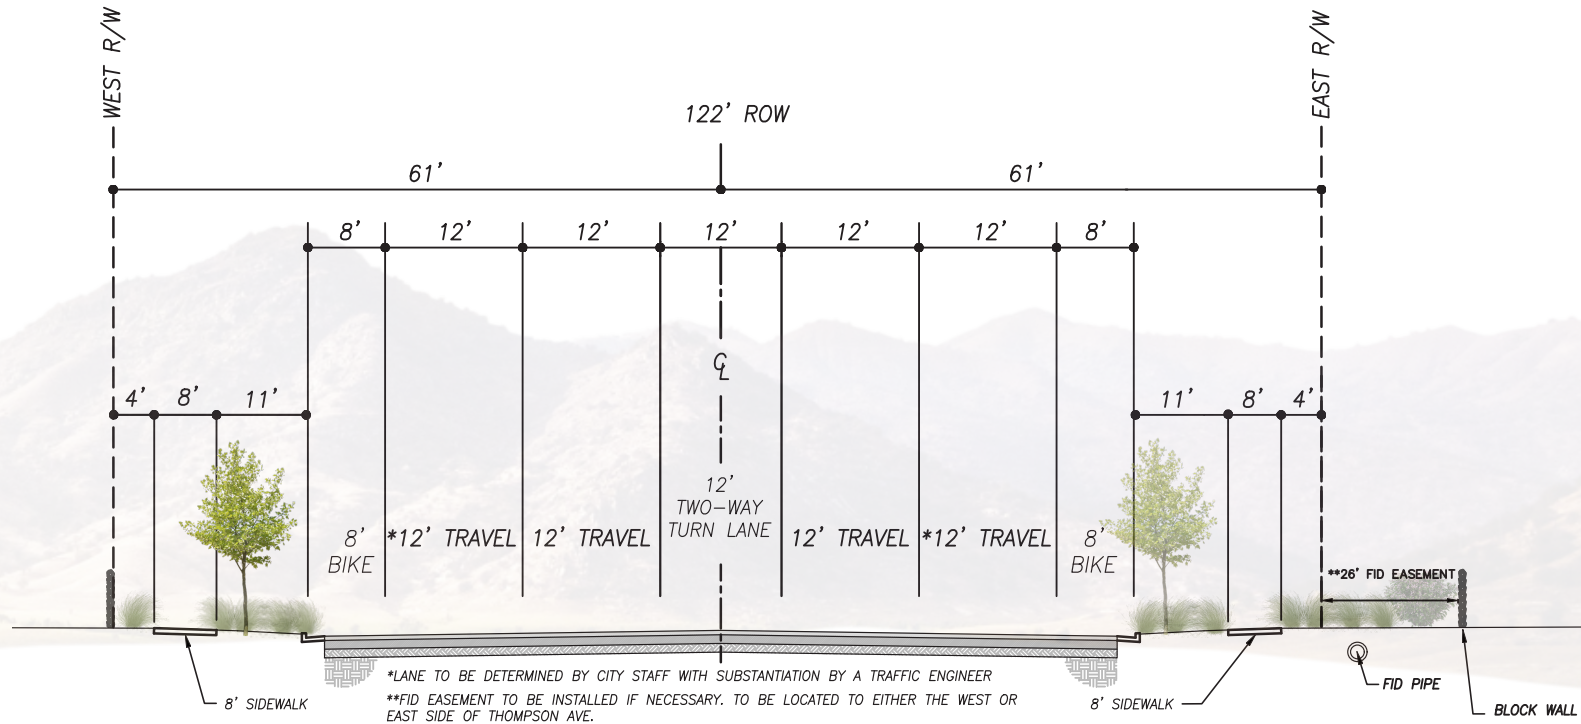 WEST R/W
EAST R/W
122' ROW
61'
61'
8'
12'
12'
12'
12'
12'
8'
℄
4'
8'
11'
11'
8'
4'
8'
BIKE
*12' TRAVEL
12' TRAVEL
12'
TWO-WAY
TURN LANE
12' TRAVEL
*12' TRAVEL
8'
BIKE
**26' FID EASEMENT
*LANE TO BE DETERMINED BY CITY STAFF WITH SUBSTANTIATION BY A TRAFFIC ENGINEER
**FID EASEMENT TO BE INSTALLED IF NECESSARY. TO BE LOCATED TO EITHER THE WEST OR
EAST SIDE OF THOMPSON AVE.
8' SIDEWALK
8' SIDEWALK
FID PIPE
BLOCK WALL